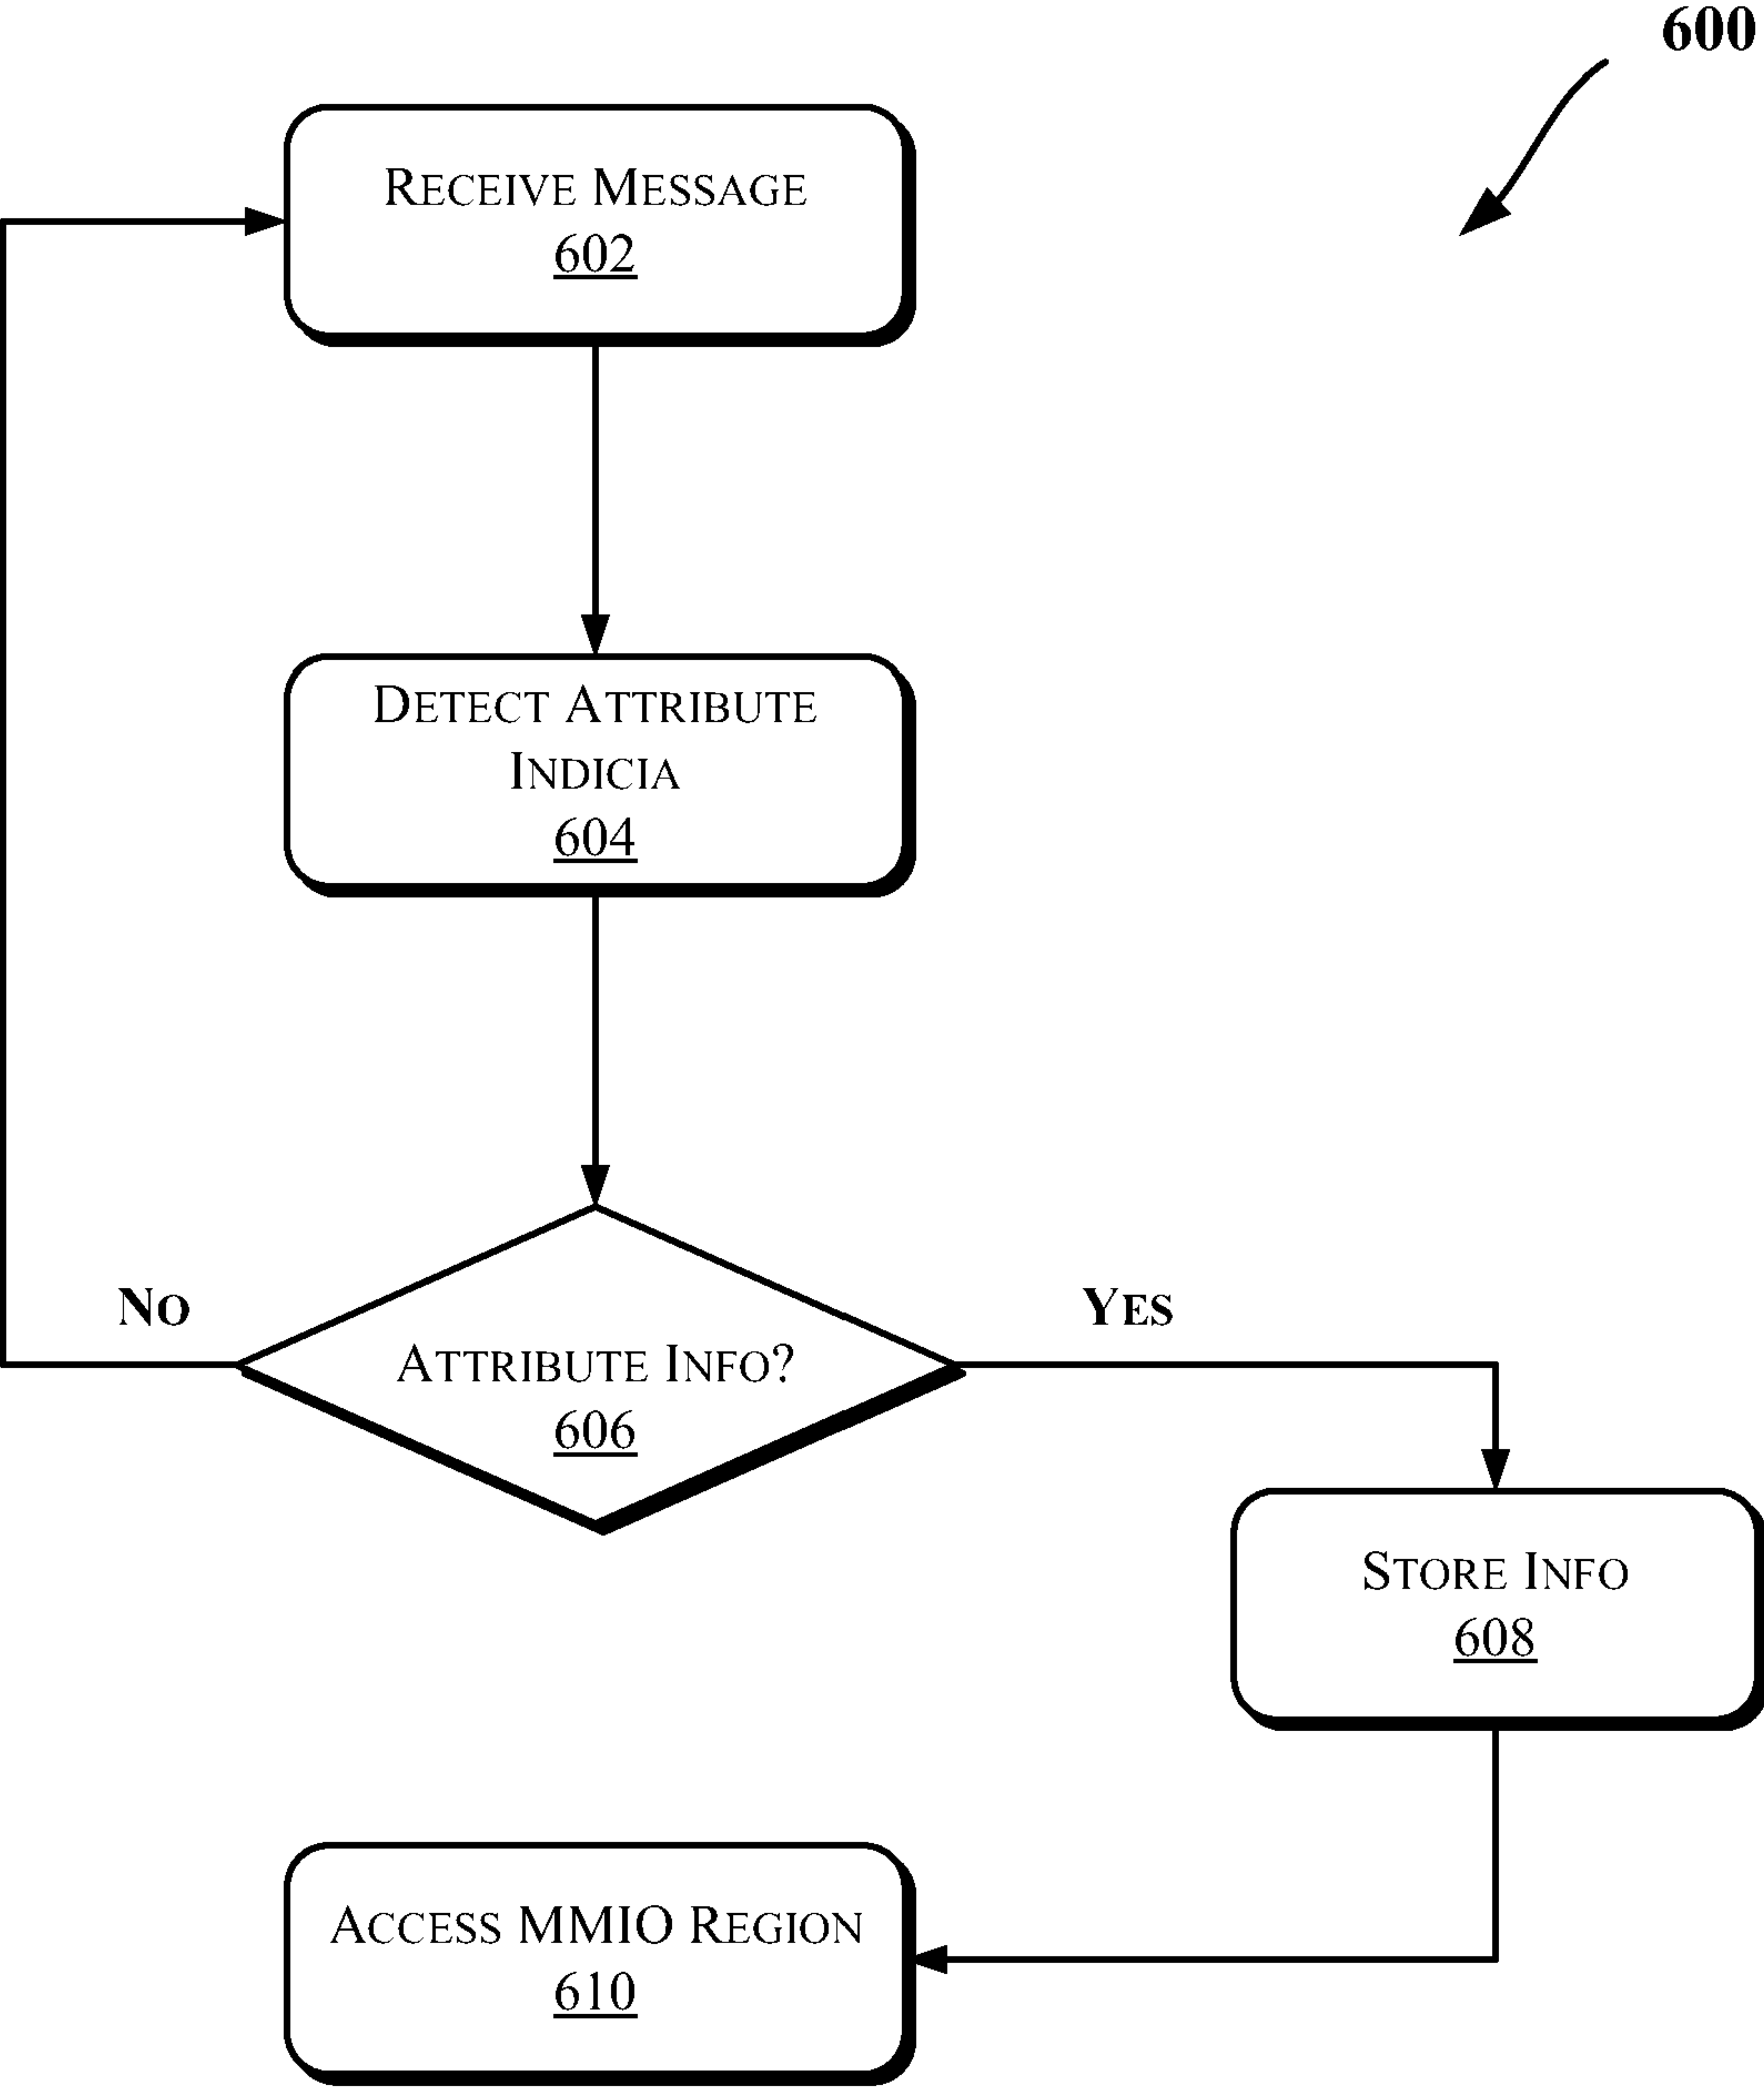 600
RECEIVE MESSAGE
602
DETECT ATTRIBUTE
INDICIA
604
NO
YES
ATTRIBUTE INFO?
606
STORE INFO
608
ACCESS MMIO REGION
610